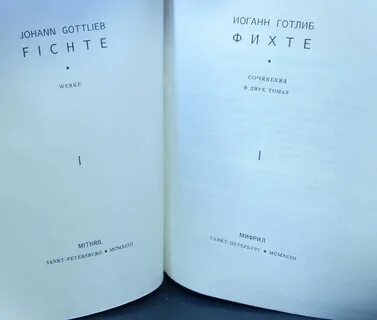 JOHANN GOTTLIEB
FICHTE
•
WERKE
I
MITHRIL
SANKT-PETERSBURG • MCMXCIII
ИОГАНН ГОТЛИБ
ФИХТЕ
•
СОЧИНЕНИЯ
В ДВУХ ТОМАХ
I
МИФРИЛ
САНКТ-ПЕТЕРБУРГ • MCMXCIII